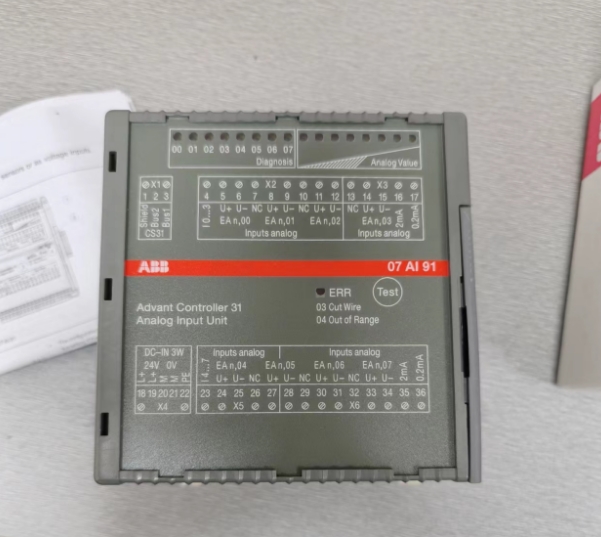 00 01 02 03 04 05 06 07
Diagnosis
Analog Value
X1
1 2 3
Shield
Bus2
Bus1
CS31
X2 X3
4 5 6 7 8 9 10 11 12 13 14 15 16 17
I 0...3
U+ U– NC U+ U– NC U+ U– NC U+ U–
EA n,00 EA n,01 EA n,02 EA n,03
2mA
0.2mA
Inputs analog Inputs analog
ABB 07 AI 91
ERR Test
Advant Controller 31
Analog Input Unit
03 Cut Wire
04 Out of Range
DC–IN 3W
24V 0V
L+ L+ M M PE
18 19 20 21 22
X4
Inputs analog Inputs analog
I 4...7
EA n,04 EA n,05 EA n,06 EA n,07
U+ U– NC U+ U– NC U+ U– NC U+ U–
2mA
0.2mA
23 24 25 26 27 28 29 30 31 32 33 34 35 36
X5 X6